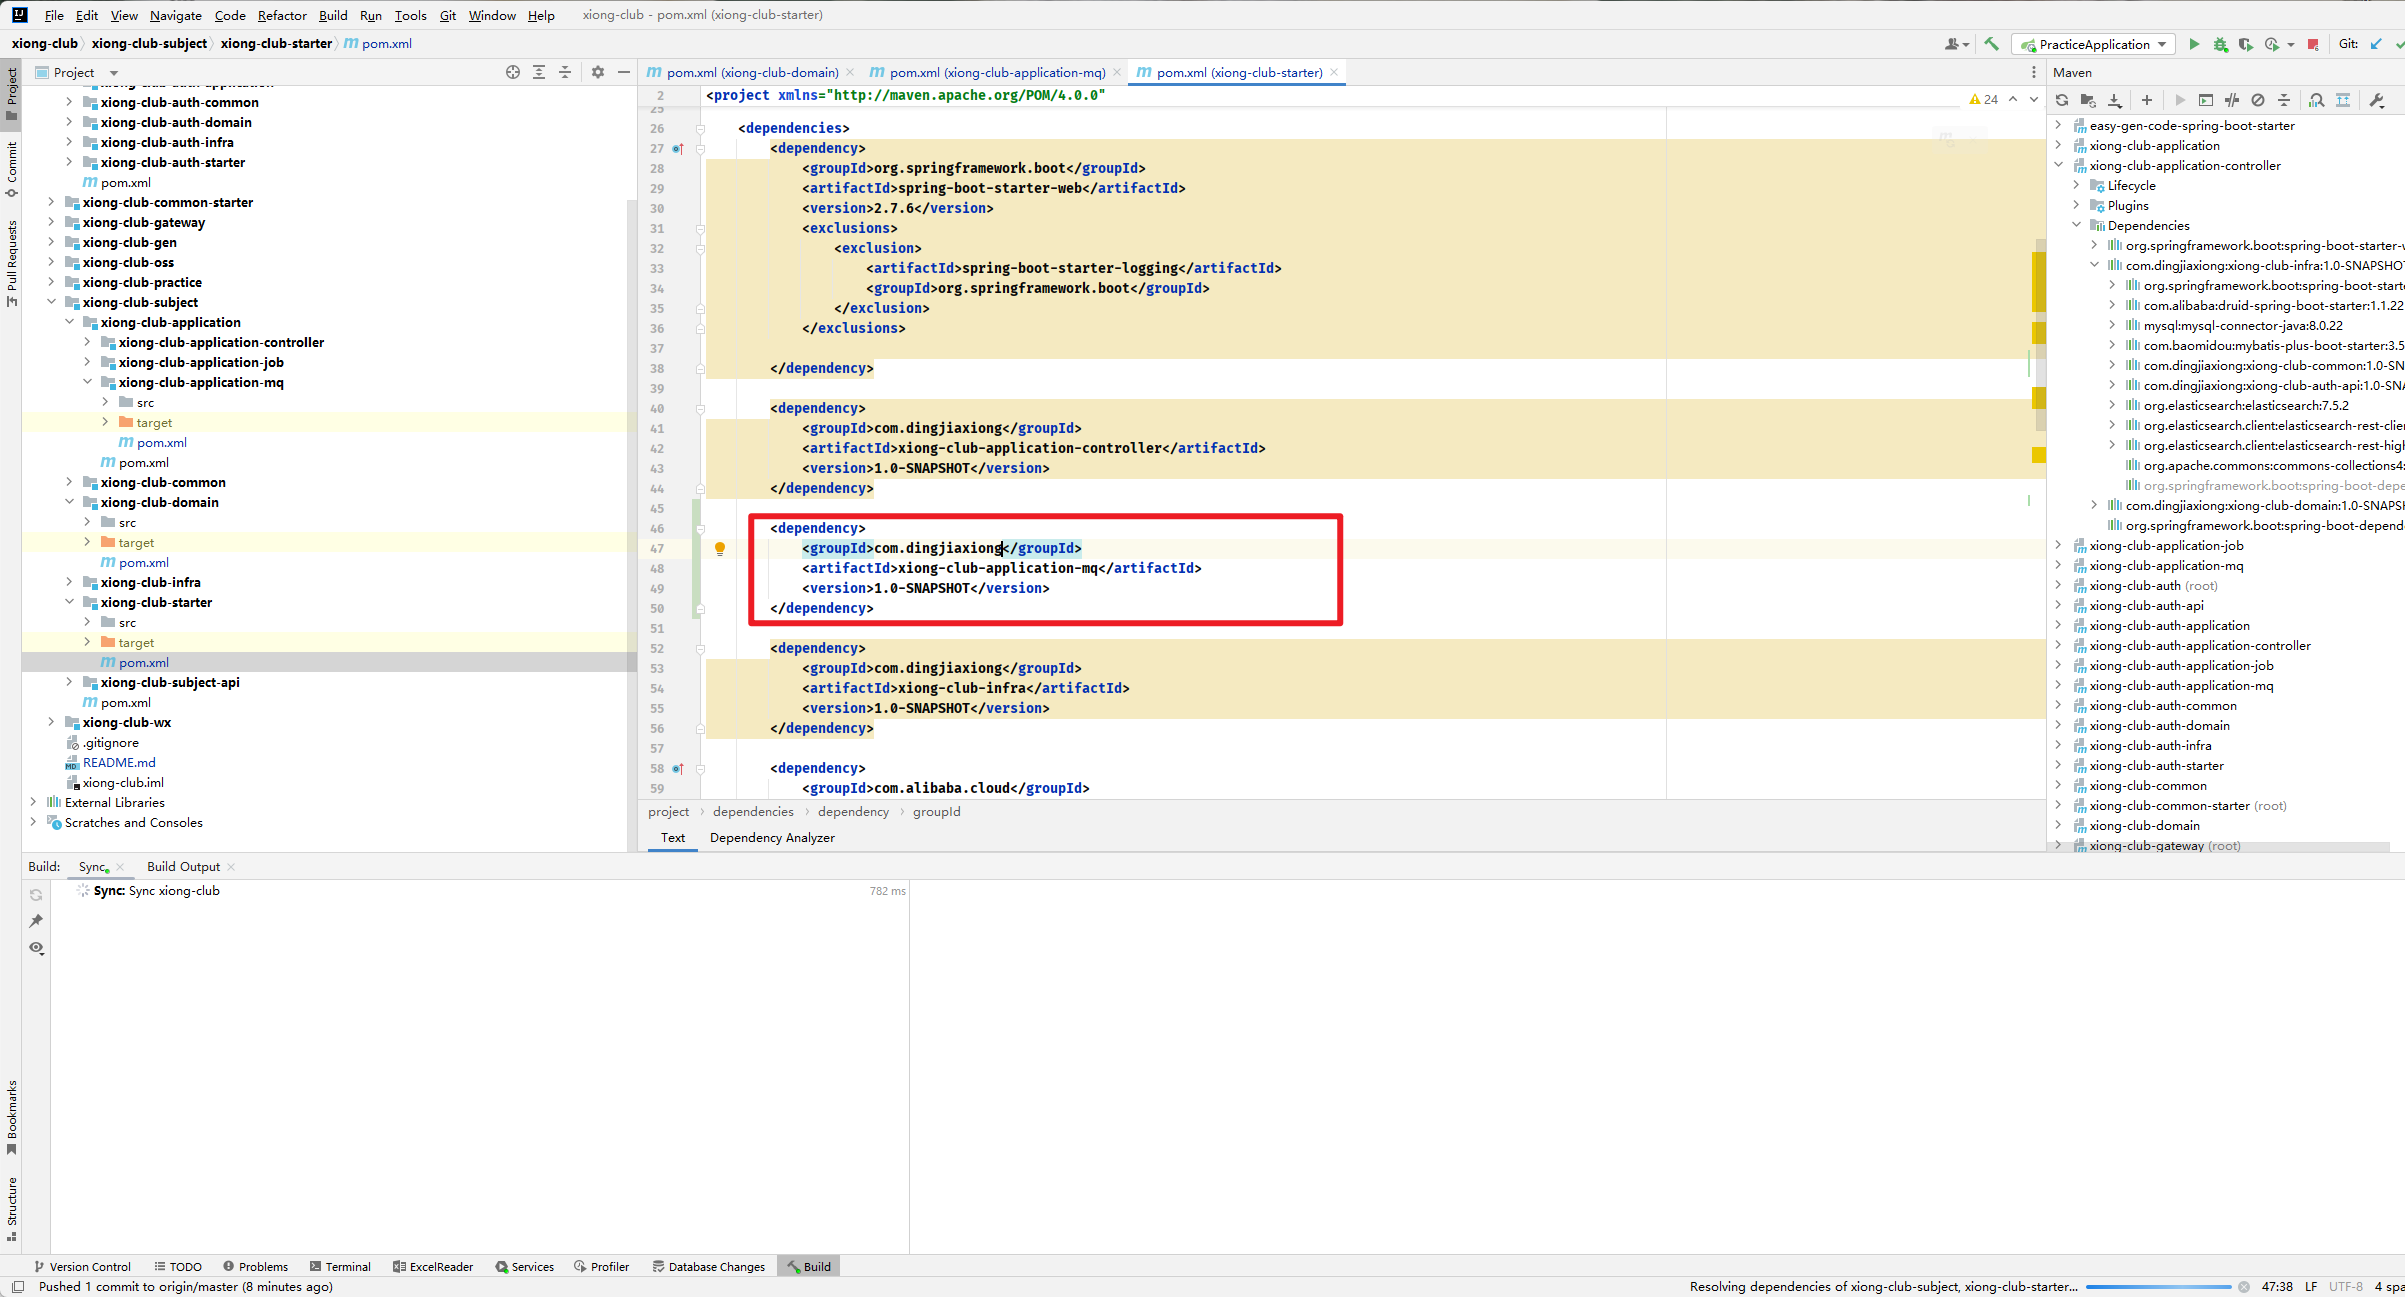 File Edit View Navigate Code Refactor Build Run Tools Git Window Help xiong-club - pom.xml (xiong-club-starter)
xiong-club xiong-club-subject xiong-club-starter pom.xml PracticeApplication Git:
Project
pom.xml (xiong-club-domain) pom.xml (xiong-club-application-mq) pom.xml (xiong-club-starter)
Maven
Project
Commit
Pull Requests
Bookmarks
Structure
xiong-club-auth-common
xiong-club-auth-domain
xiong-club-auth-infra
xiong-club-auth-starter
pom.xml
xiong-club-common-starter
xiong-club-gateway
xiong-club-gen
xiong-club-oss
xiong-club-practice
xiong-club-subject
xiong-club-application
xiong-club-application-controller
xiong-club-application-job
xiong-club-application-mq
src
target
pom.xml
pom.xml
xiong-club-common
xiong-club-domain
src
target
pom.xml
xiong-club-infra
xiong-club-starter
src
target
pom.xml
xiong-club-subject-api
pom.xml
xiong-club-wx
.gitignore
README.md
xiong-club.iml
External Libraries
Scratches and Consoles
2 <project xmlns="http://maven.apache.org/POM/4.0.0"
24
25
26 <dependencies>
27 <dependency>
28 <groupId>org.springframework.boot</groupId>
29 <artifactId>spring-boot-starter-web</artifactId>
30 <version>2.7.6</version>
31 <exclusions>
32 <exclusion>
33 <artifactId>spring-boot-starter-logging</artifactId>
34 <groupId>org.springframework.boot</groupId>
35 </exclusion>
36 </exclusions>
37
38 </dependency>
39
40 <dependency>
41 <groupId>com.dingjiaxiong</groupId>
42 <artifactId>xiong-club-application-controller</artifactId>
43 <version>1.0-SNAPSHOT</version>
44 </dependency>
45
46 <dependency>
47 <groupId>com.dingjiaxiong</groupId>
48 <artifactId>xiong-club-application-mq</artifactId>
49 <version>1.0-SNAPSHOT</version>
50 </dependency>
51
52 <dependency>
53 <groupId>com.dingjiaxiong</groupId>
54 <artifactId>xiong-club-infra</artifactId>
55 <version>1.0-SNAPSHOT</version>
56 </dependency>
57
58 <dependency>
59 <groupId>com.alibaba.cloud</groupId>
project dependencies dependency groupId
Text Dependency Analyzer
easy-gen-code-spring-boot-starter
xiong-club-application
xiong-club-application-controller
Lifecycle
Plugins
Dependencies
org.springframework.boot:spring-boot-starter-
com.dingjiaxiong:xiong-club-infra:1.0-SNAPSHOT
org.springframework.boot:spring-boot-start
com.alibaba:druid-spring-boot-starter:1.1.22
mysql:mysql-connector-java:8.0.22
com.baomidou:mybatis-plus-boot-starter:3.5
com.dingjiaxiong:xiong-club-common:1.0-SN
com.dingjiaxiong:xiong-club-auth-api:1.0-SNA
org.elasticsearch:elasticsearch:7.5.2
org.elasticsearch.client:elasticsearch-rest-clie
org.elasticsearch.client:elasticsearch-rest-high
org.apache.commons:commons-collections4:
org.springframework.boot:spring-boot-depe
com.dingjiaxiong:xiong-club-domain:1.0-SNAPS
org.springframework.boot:spring-boot-depend
xiong-club-application-job
xiong-club-application-mq
xiong-club-auth (root)
xiong-club-auth-api
xiong-club-auth-application
xiong-club-auth-application-controller
xiong-club-auth-application-job
xiong-club-auth-application-mq
xiong-club-auth-common
xiong-club-auth-domain
xiong-club-auth-infra
xiong-club-auth-starter
xiong-club-common
xiong-club-common-starter (root)
xiong-club-domain
xiong-club-gateway (root)
Build: Sync Build Output
Sync: Sync xiong-club 782 ms
Version Control TODO Problems Terminal ExcelReader Services Profiler Database Changes Build
Pushed 1 commit to origin/master (8 minutes ago) Resolving dependencies of xiong-club-subject, xiong-club-starter... 47:38 LF UTF-8 4 spa